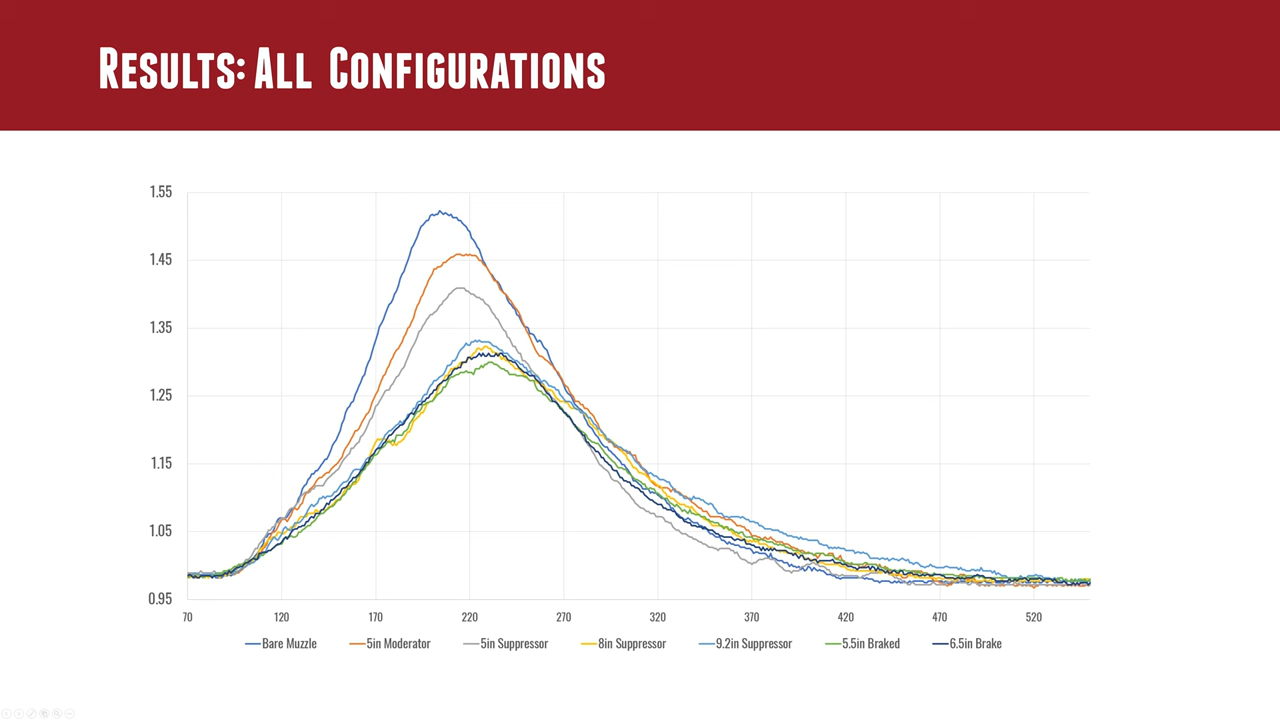 Results: All Configurations
1.55
1.45
1.35
1.25
1.15
1.05
0.95
70 120 170 220 270 320 370 420 470 520
Bare Muzzle 5in Moderator 5in Suppressor 8in Suppressor 9.2in Suppressor 5.5in Braked 6.5in Brake